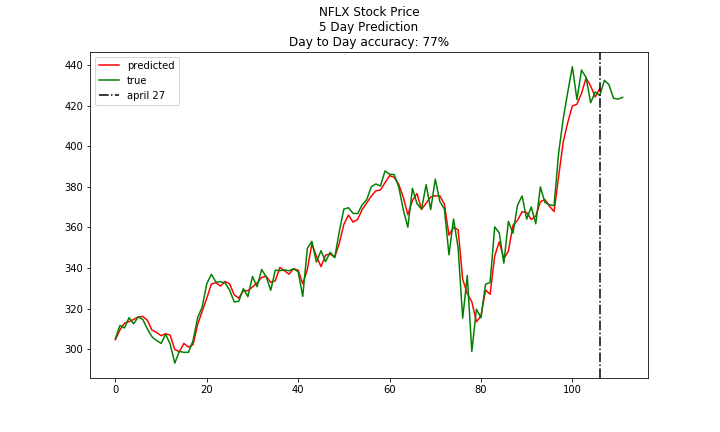 NFLX Stock Price
5 Day Prediction
Day to Day accuracy: 77%
predicted
true
april 27
440
420
400
380
360
340
320
300
0
20
40
60
80
100